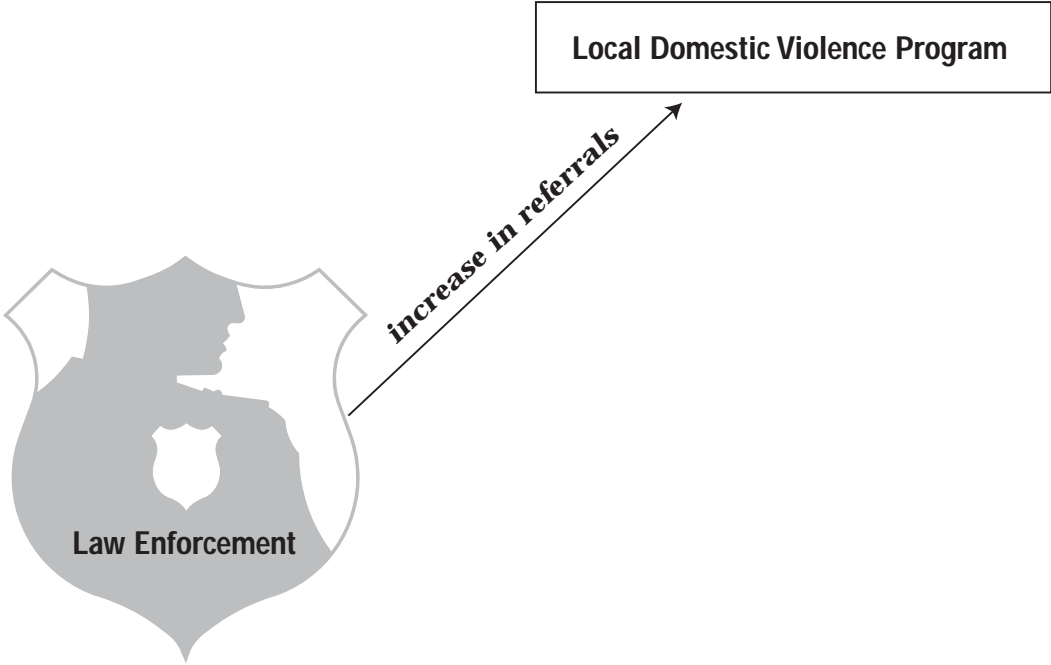 Local Domestic Violence Program
increase in referrals
Law Enforcement